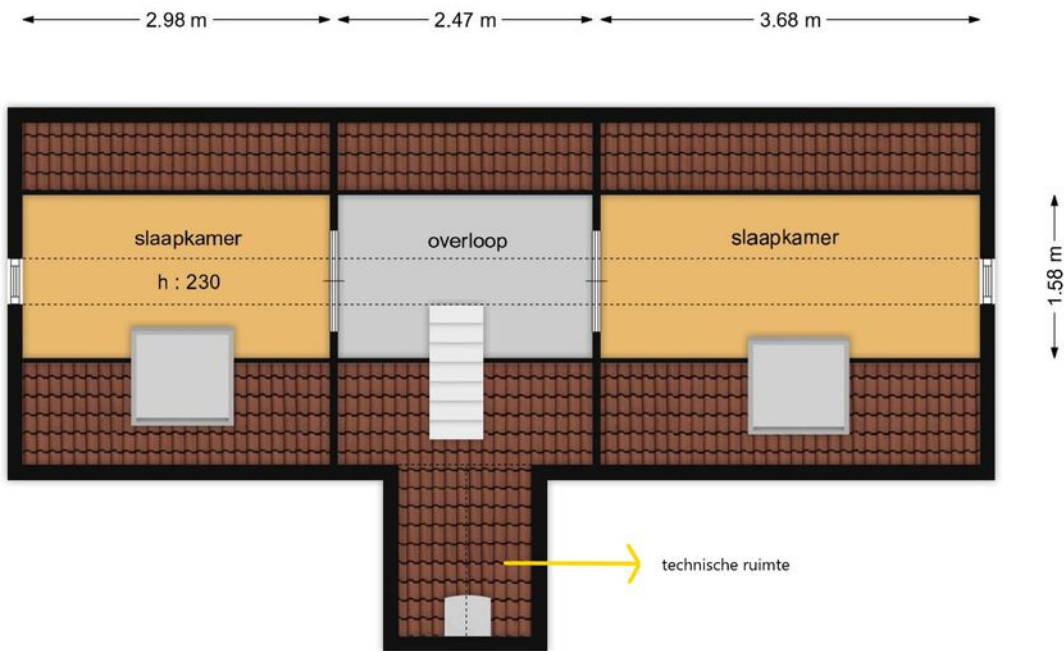 2.98 m
2.47 m
3.68 m
slaapkamer
overloop
slaapkamer
h : 230
1.58 m
technische ruimte